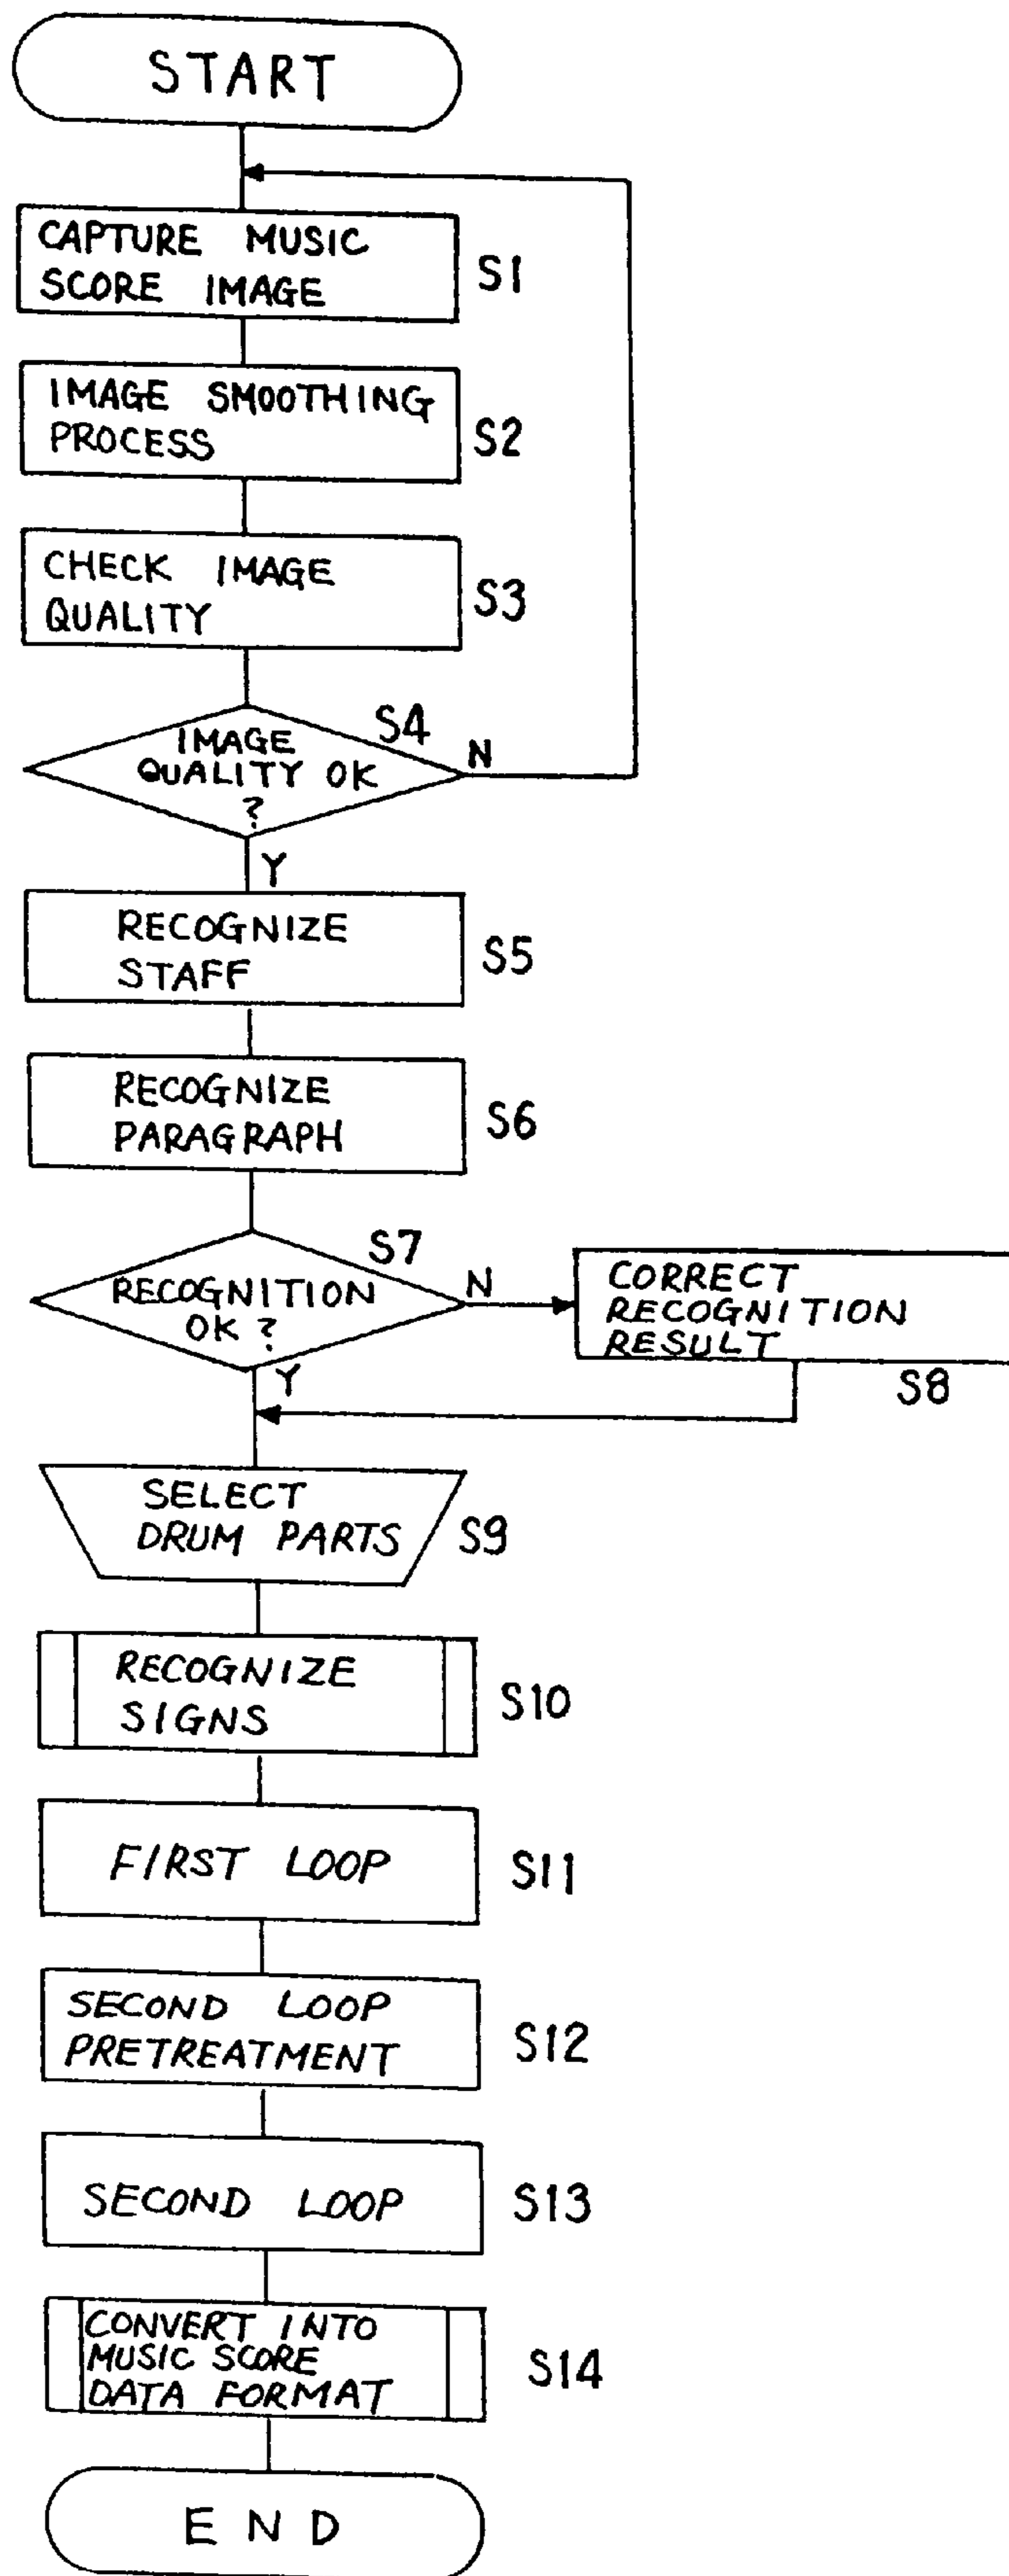 START
CAPTURE MUSIC
SCORE IMAGE
S1
IMAGE SMOOTHING
PROCESS
S2
CHECK IMAGE
QUALITY
S3
S4
IMAGE
QUALITY OK
?
N
Y
RECOGNIZE
STAFF
S5
RECOGNIZE
PARAGRAPH
S6
S7
RECOGNITION
OK ?
N
Y
CORRECT
RECOGNITION
RESULT
S8
SELECT
DRUM PARTS
S9
RECOGNIZE
SIGNS
S10
FIRST LOOP
S11
SECOND LOOP
PRETREATMENT
S12
SECOND LOOP
S13
CONVERT INTO
MUSIC SCORE
DATA FORMAT
S14
END